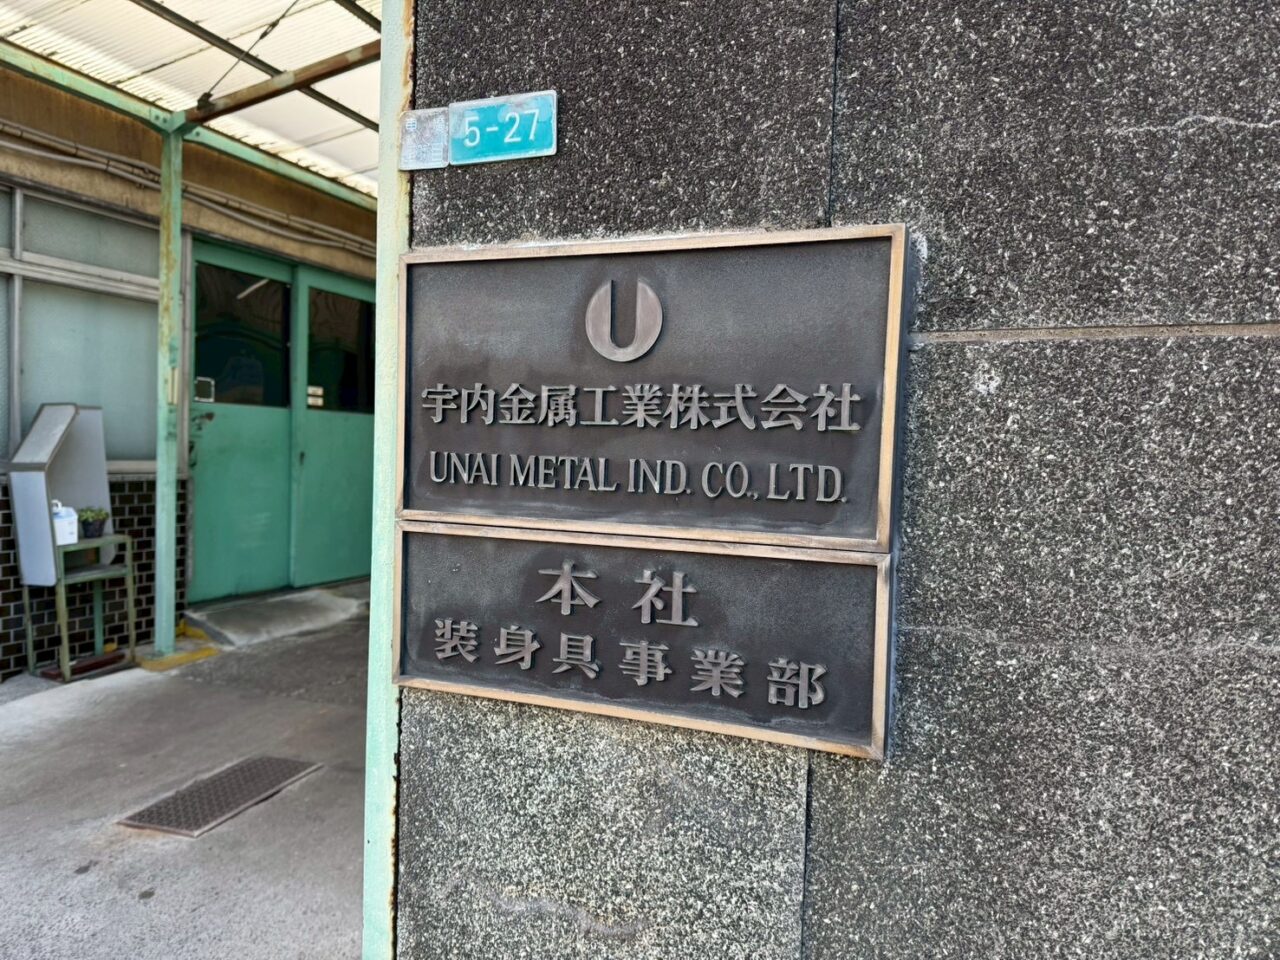 5-27
U
宇内金属工業株式会社
UNAI METAL IND. CO., LTD.
本社
装身具事業部